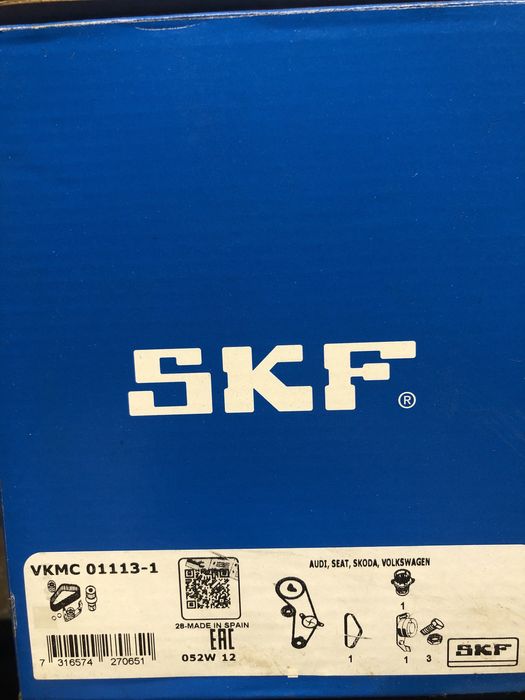 SKF®
VKMC 01113-1
AUDI, SEAT, SKODA, VOLKSWAGEN
1
28-MADE IN SPAIN
EAC
052W 12
7 316574 270651
1
1
3
SKF